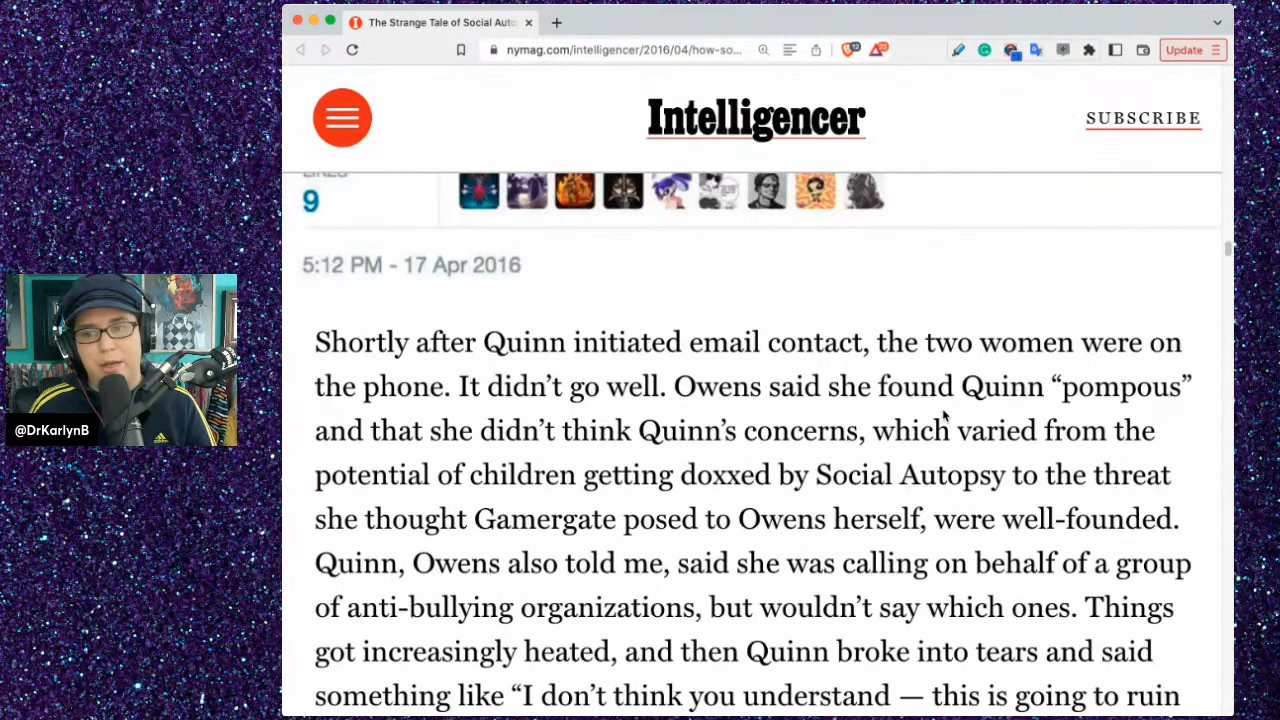 The Strange Tale of Social Auto
nymag.com/intelligencer/2016/04/how-so...
Update
Intelligencer
SUBSCRIBE
LIKES
9
5:12 PM - 17 Apr 2016
Shortly after Quinn initiated email contact, the two women were on
the phone. It didn’t go well. Owens said she found Quinn “pompous”
and that she didn’t think Quinn’s concerns, which varied from the
potential of children getting doxxed by Social Autopsy to the threat
she thought Gamergate posed to Owens herself, were well-founded.
Quinn, Owens also told me, said she was calling on behalf of a group
of anti-bullying organizations, but wouldn’t say which ones. Things
got increasingly heated, and then Quinn broke into tears and said
something like “I don’t think you understand — this is going to ruin
@DrKarlynB